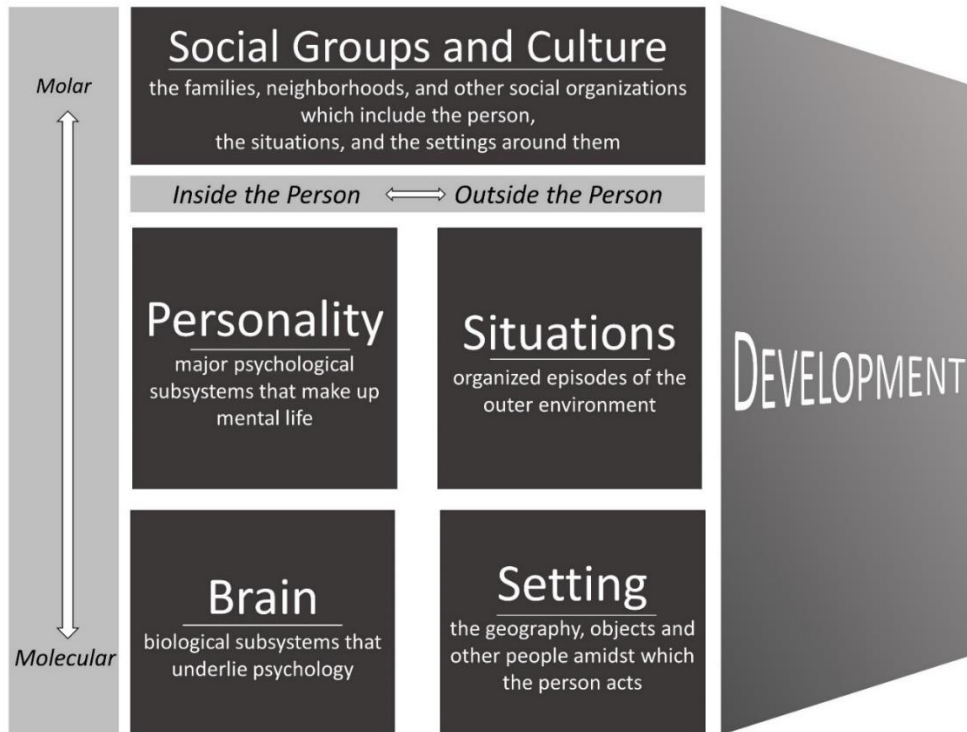 Social Groups and Culture
the families, neighborhoods, and other social organizations
which include the person,
the situations, and the settings around them
Molar
Inside the Person
Outside the Person
Personality
major psychological
subsystems that make up
mental life
Situations
organized episodes of the
outer environment
DEVELOPMENT
Brain
biological subsystems that
underlie psychology
Setting
the geography, objects and
other people amidst which
the person acts
Molecular